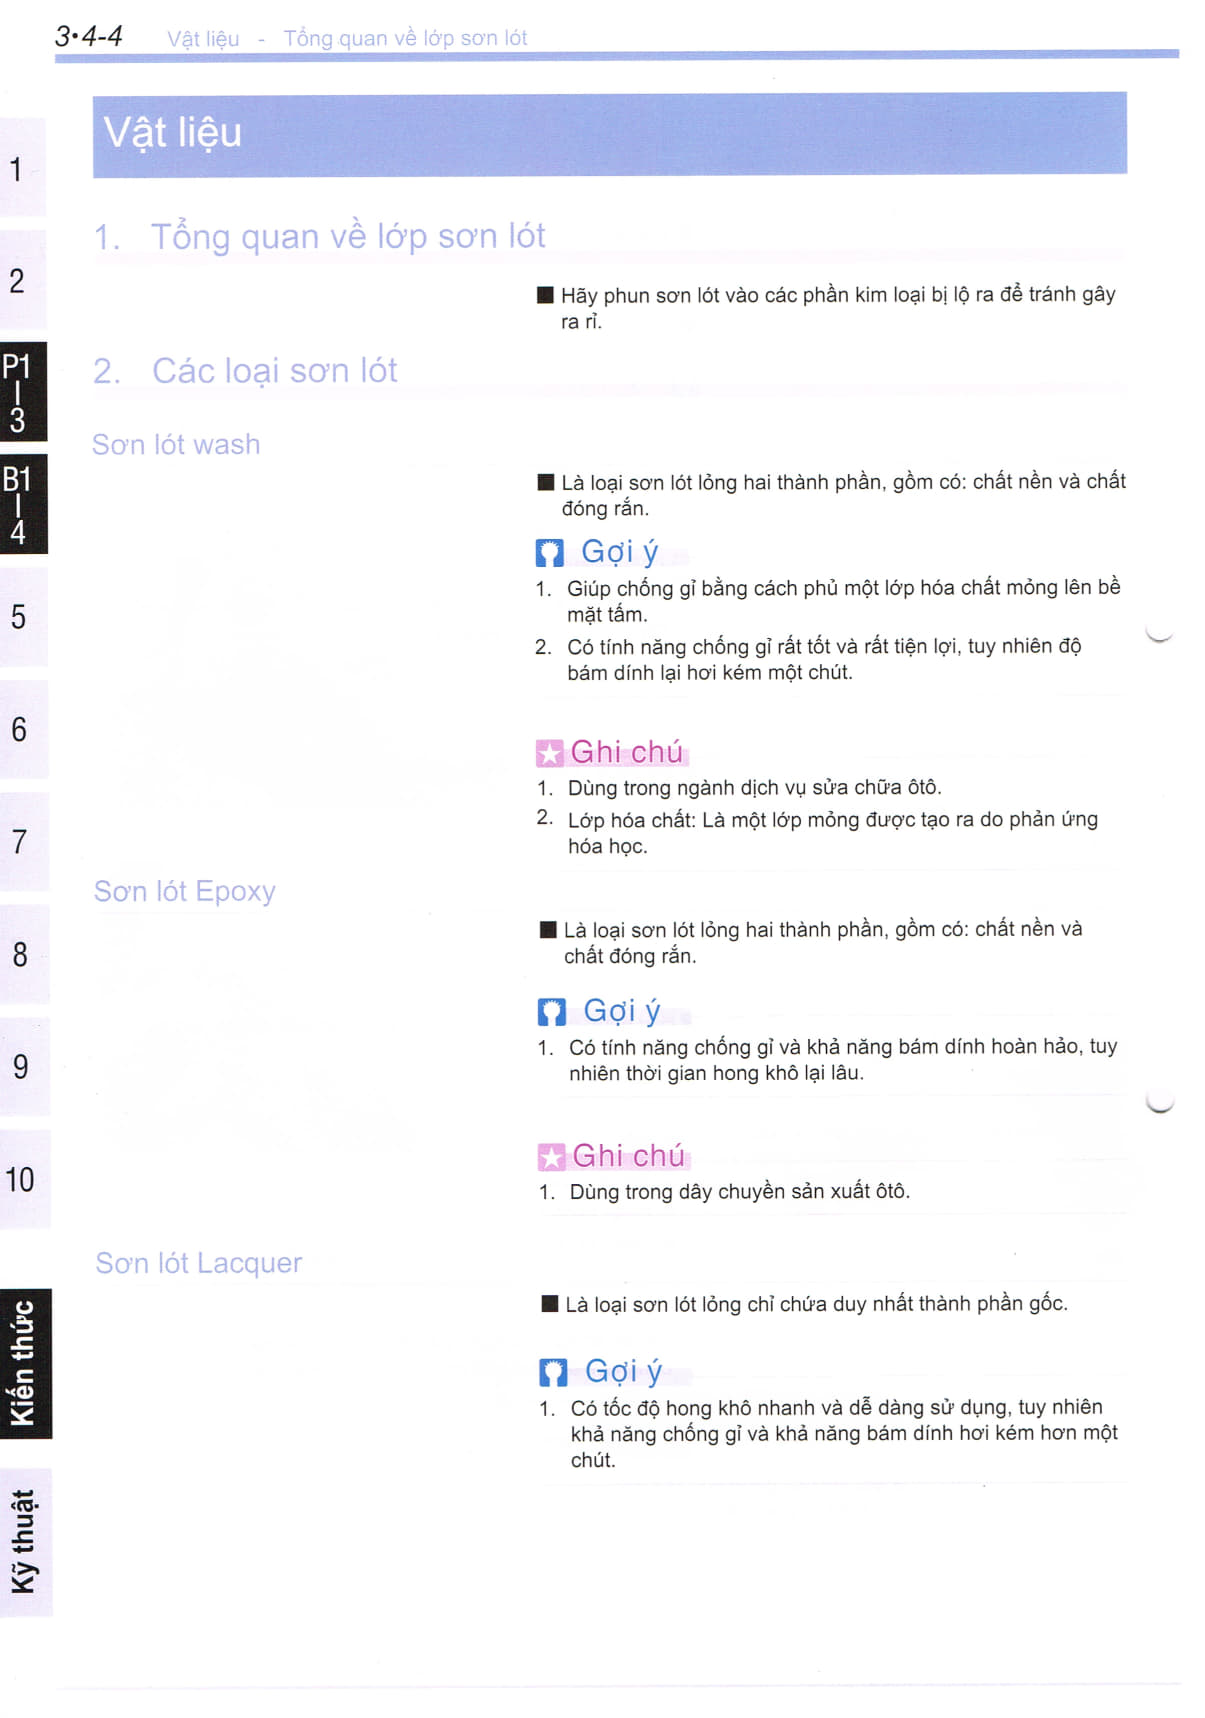 3•4-4 Vật liệu - Tổng quan về lớp sơn lót
Vật liệu
1. Tổng quan về lớp sơn lót
■ Hãy phun sơn lót vào các phần kim loại bị lộ ra để tránh gây
ra rỉ.
2. Các loại sơn lót
Sơn lót wash
■ Là loại sơn lót lỏng hai thành phần, gồm có: chất nền và chất
đóng rắn.
Gợi ý
1. Giúp chống gỉ bằng cách phủ một lớp hóa chất mỏng lên bề
mặt tấm.
2. Có tính năng chống gỉ rất tốt và rất tiện lợi, tuy nhiên độ
bám dính lại hơi kém một chút.
Ghi chú
1. Dùng trong ngành dịch vụ sửa chữa ôtô.
2. Lớp hóa chất: Là một lớp mỏng được tạo ra do phản ứng
hóa học.
Sơn lót Epoxy
■ Là loại sơn lót lỏng hai thành phần, gồm có: chất nền và
chất đóng rắn.
Gợi ý
1. Có tính năng chống gỉ và khả năng bám dính hoàn hảo, tuy
nhiên thời gian hong khô lại lâu.
Ghi chú
1. Dùng trong dây chuyền sản xuất ôtô.
Sơn lót Lacquer
■ Là loại sơn lót lỏng chỉ chứa duy nhất thành phần gốc.
Gợi ý
1. Có tốc độ hong khô nhanh và dễ dàng sử dụng, tuy nhiên
khả năng chống gỉ và khả năng bám dính hơi kém hơn một
chút.
1
2
P1
|
3
B1
|
4
5
6
7
8
9
10
Kiến thức
Kỹ thuật